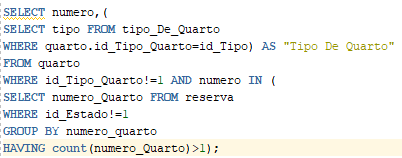 SELECT numero,(
SELECT tipo FROM tipo_De_Quarto
WHERE quarto.id_Tipo_Quarto=id_Tipo) AS "Tipo De Quarto"
FROM quarto
WHERE id_Tipo_Quarto!=1 AND numero IN (
SELECT numero_Quarto FROM reserva
WHERE id_Estado!=1
GROUP BY numero_quarto
HAVING count(numero_Quarto)>1);